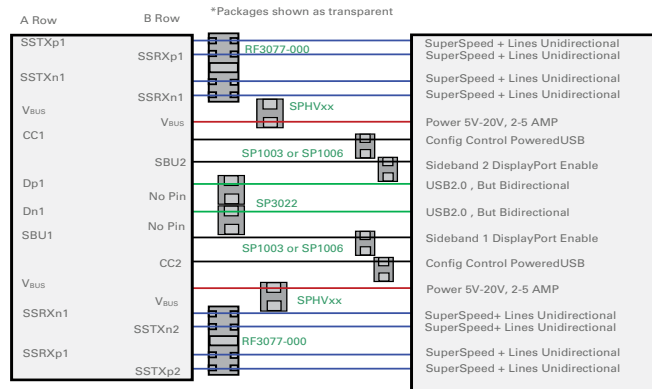 *Packages shown as transparent
A Row
B Row
SSTXp1
SSRXp1
SSTXn1
SSRXn1
VBUS
VBUS
CC1
SBU2
Dp1
No Pin
Dn1
No Pin
SBU1
CC2
VBUS
VBUS
SSRXn1
SSTXn2
SSRXp1
SSTXp2
RF3077-000
SPHVxx
SP1003 or SP1006
SP3022
SP1003 or SP1006
SPHVxx
RF3077-000
SuperSpeed + Lines Unidirectional
SuperSpeed + Lines Unidirectional
SuperSpeed + Lines Unidirectional
SuperSpeed + Lines Unidirectional
Power 5V-20V, 2-5 AMP
Config Control PoweredUSB
Sideband 2 DisplayPort Enable
USB2.0 , But Bidirectional
USB2.0 , But Bidirectional
Sideband 1 DisplayPort Enable
Config Control PoweredUSB
Power 5V-20V, 2-5 AMP
SuperSpeed+ Lines Unidirectional
SuperSpeed+ Lines Unidirectional
SuperSpeed + Lines Unidirectional
SuperSpeed + Lines Unidirectional